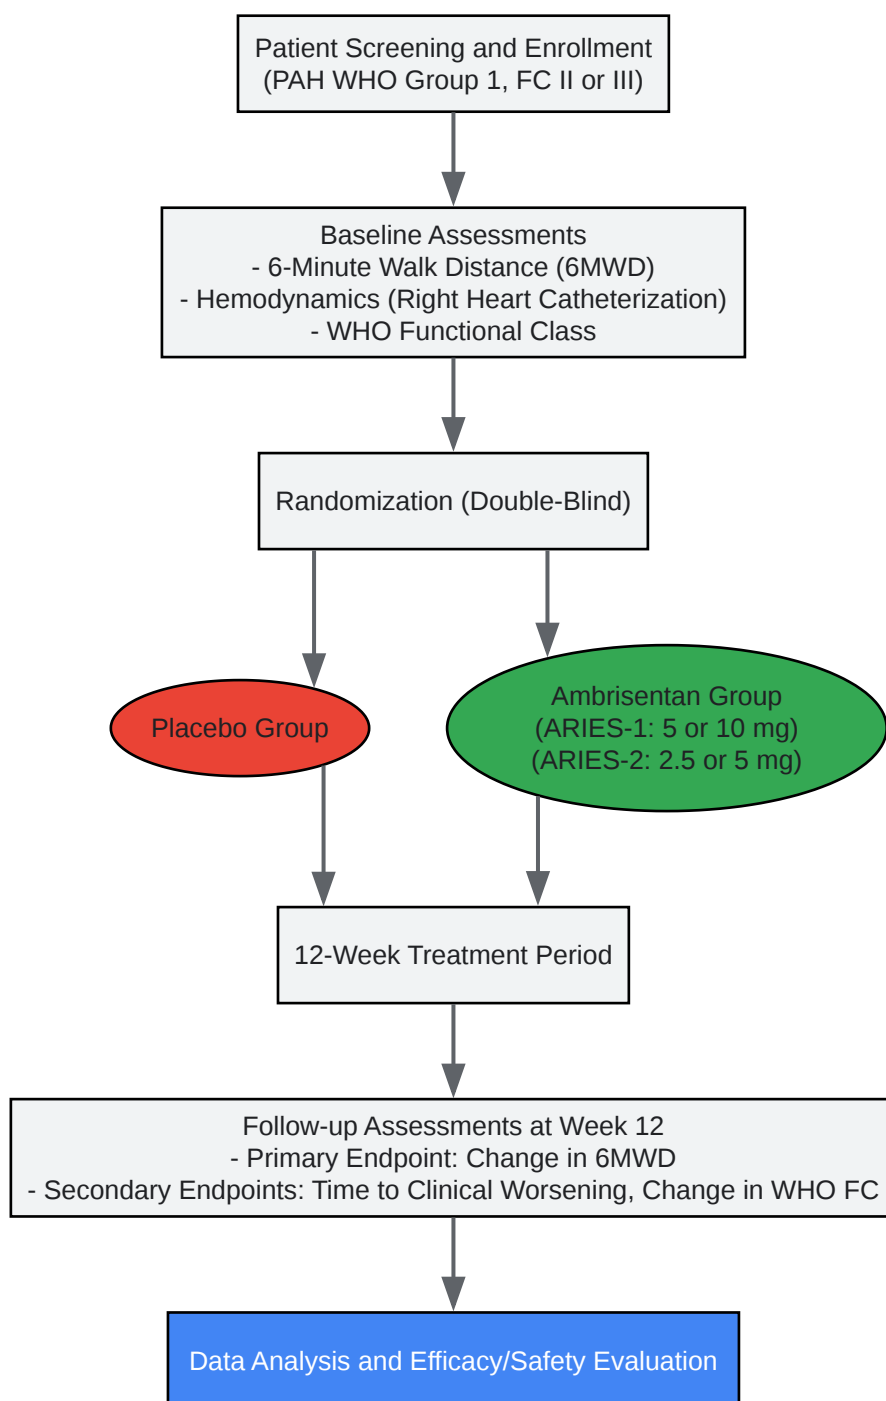 Patient Screening and Enrollment
(PAH WHO Group 1, FC II or III)
Baseline Assessments
- 6-Minute Walk Distance (6MWD)
- Hemodynamics (Right Heart Catheterization)
- WHO Functional Class
Randomization (Double-Blind)
Placebo Group
Ambrisentan Group
(ARIES-1: 5 or 10 mg)
(ARIES-2: 2.5 or 5 mg)
12-Week Treatment Period
Follow-up Assessments at Week 12
- Primary Endpoint: Change in 6MWD
- Secondary Endpoints: Time to Clinical Worsening, Change in WHO FC
Data Analysis and Efficacy/Safety Evaluation